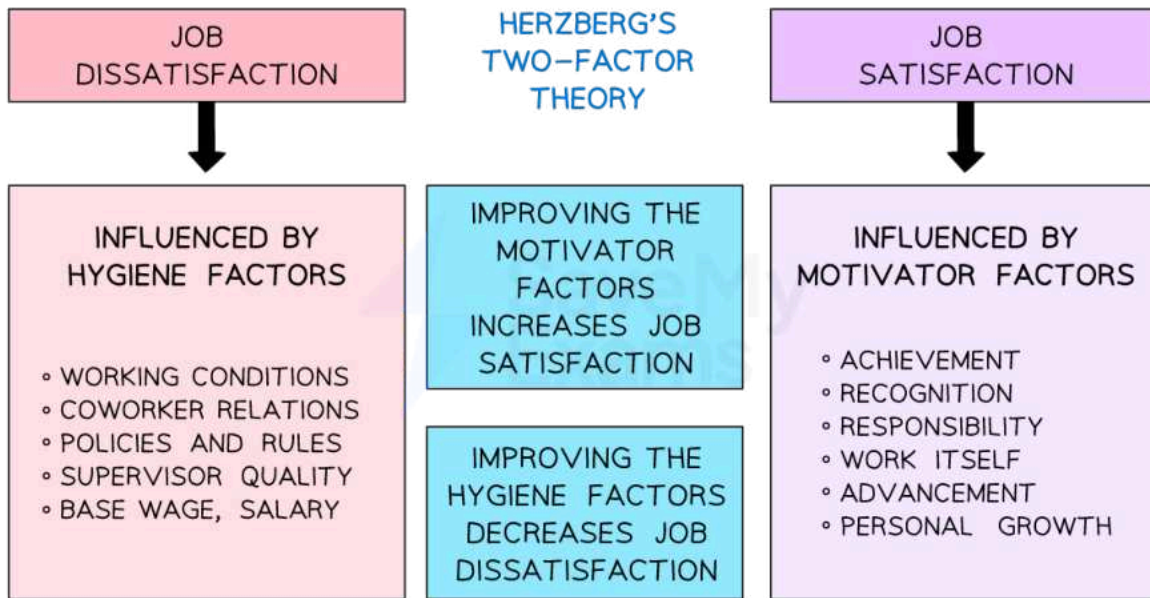 JOB
DISSATISFACTION
HERZBERG'S
TWO-FACTOR
THEORY
JOB
SATISFACTION
INFLUENCED BY
HYGIENE FACTORS
◦ WORKING CONDITIONS
◦ COWORKER RELATIONS
◦ POLICIES AND RULES
◦ SUPERVISOR QUALITY
◦ BASE WAGE, SALARY
IMPROVING THE
MOTIVATOR
FACTORS
INCREASES JOB
SATISFACTION
IMPROVING THE
HYGIENE FACTORS
DECREASES JOB
DISSATISFACTION
INFLUENCED BY
MOTIVATOR FACTORS
◦ ACHIEVEMENT
◦ RECOGNITION
◦ RESPONSIBILITY
◦ WORK ITSELF
◦ ADVANCEMENT
◦ PERSONAL GROWTH